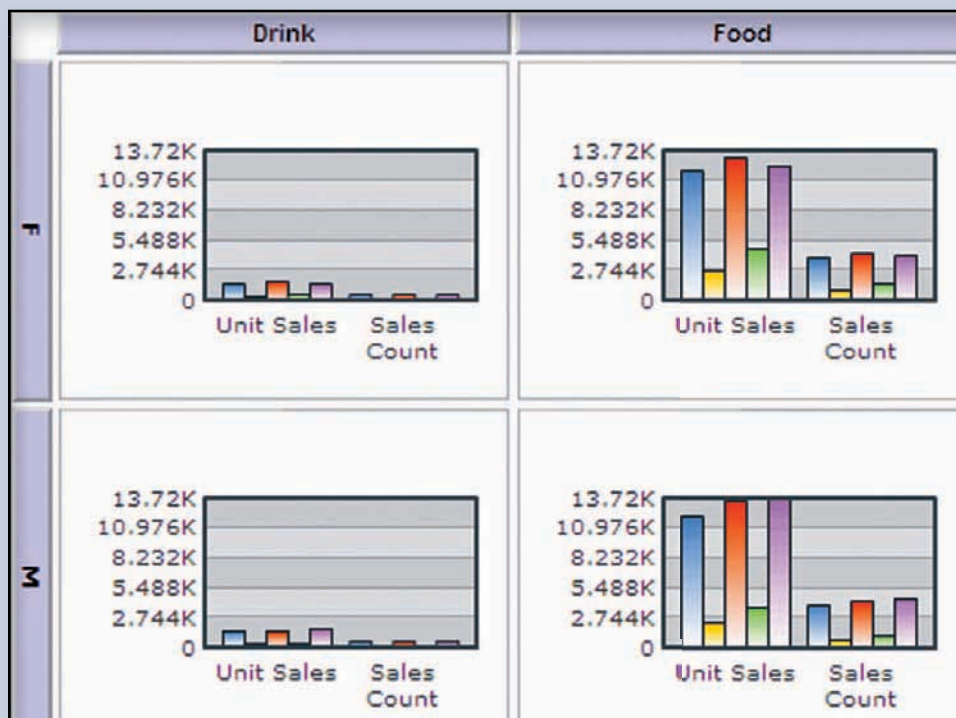 Drink
Food
F
13.72K
10.976K
8.232K
5.488K
2.744K
0
Unit Sales
Sales
Count
13.72K
10.976K
8.232K
5.488K
2.744K
0
Unit Sales
Sales
Count
M
13.72K
10.976K
8.232K
5.488K
2.744K
0
Unit Sales
Sales
Count
13.72K
10.976K
8.232K
5.488K
2.744K
0
Unit Sales
Sales
Count